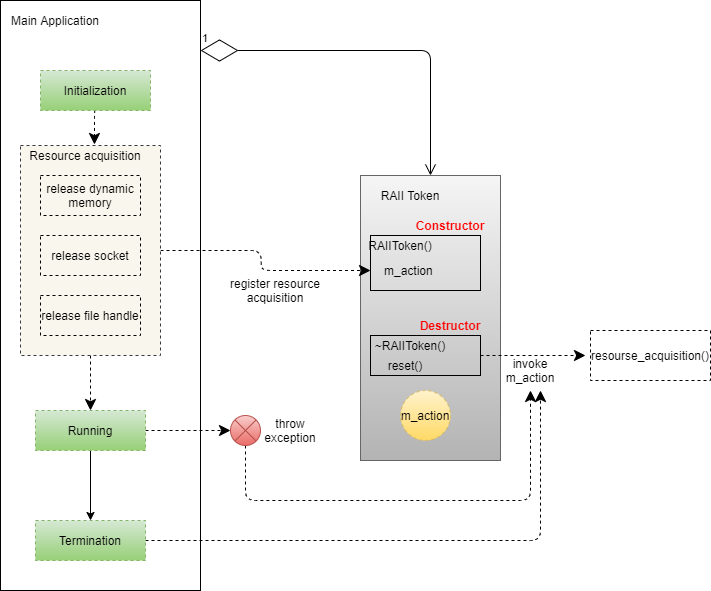 Main Application
1
Initialization
Resource acquisition
release dynamic
memory
release socket
release file handle
register resource
acquisition
RAII Token
Constructor
RAIIToken()
m_action
Destructor
~RAIIToken()
reset()
m_action
invoke
m_action
resourse_acquisition()
Running
throw
exception
Termination